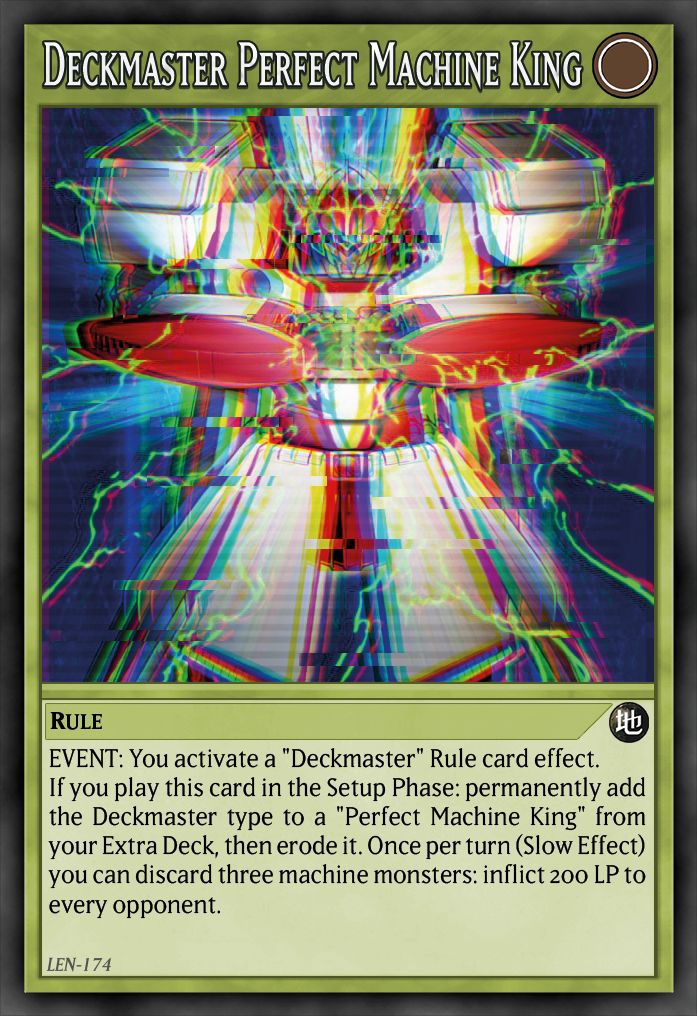 Deckmaster Perfect Machine King
Rule
EVENT: You activate a "Deckmaster" Rule card effect.
If you play this card in the Setup Phase: permanently add
the Deckmaster type to a "Perfect Machine King" from
your Extra Deck, then erode it. Once per turn (Slow Effect)
you can discard three machine monsters: inflict 200 LP to
every opponent.
LEN-174